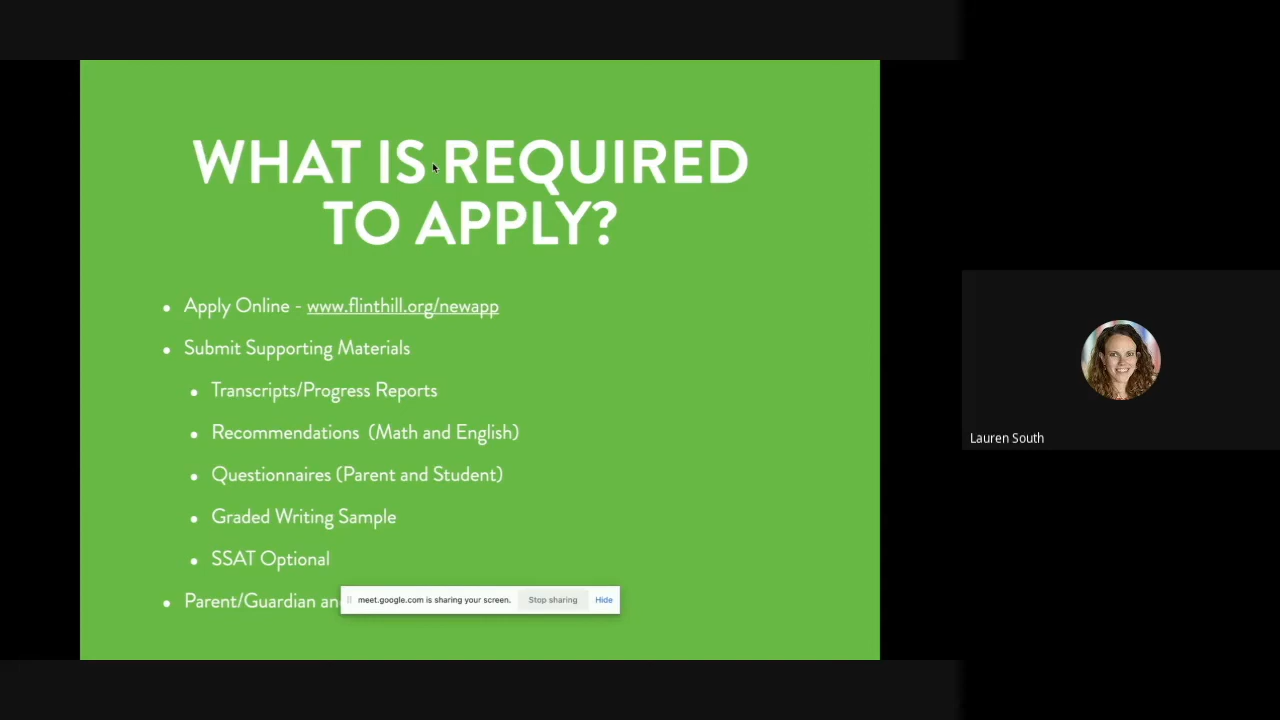 WHAT IS REQUIRED
TO APPLY?
• Apply Online - www.flinthill.org/newapp
• Submit Supporting Materials
• Transcripts/Progress Reports
• Recommendations (Math and English)
• Questionnaires (Parent and Student)
• Graded Writing Sample
• SSAT Optional
• Parent/Guardian
meet.google.com is sharing your screen. Stop sharing Hide
Lauren South